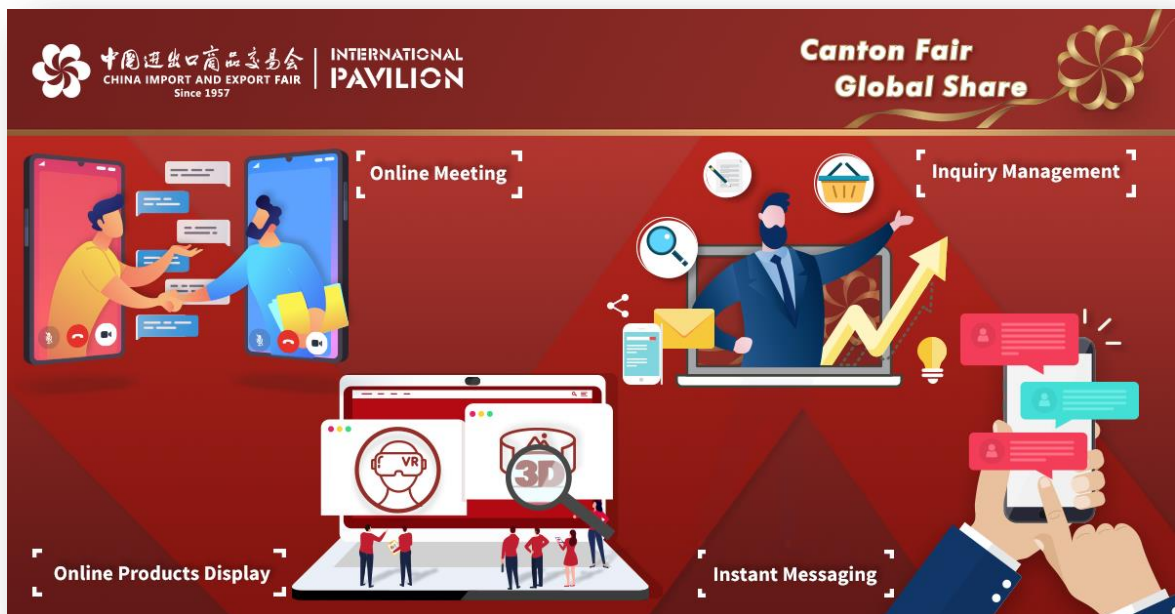 中国进出口商品交易会
CHINA IMPORT AND EXPORT FAIR
Since 1957
INTERNATIONAL
PAVILION
Canton Fair
Global Share
Online Meeting
Inquiry Management
VR
3D
Online Products Display
Instant Messaging